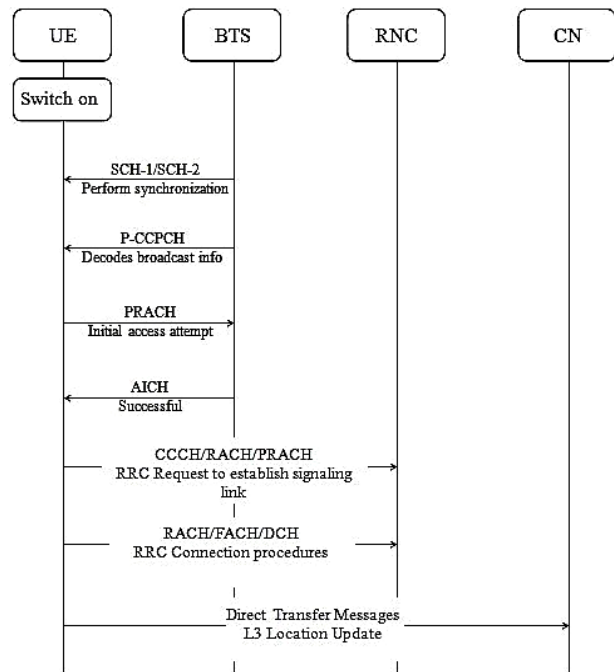 UE
BTS
RNC
CN
Switch on
SCH-1/SCH-2
Perform synchronization
P-CCPCH
Decodes broadcast info
PRACH
Initial access attempt
AICH
Successful
CCCH/RACH/PRACH
RRC Request to establish signaling
link
RACH/FACH/DCH
RRC Connection procedures
Direct Transfer Messages
L3 Location Update